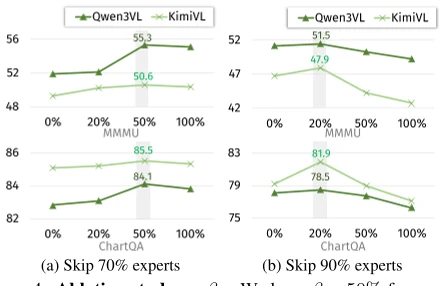 Qwen3VL KimiVL
56
55.3
52
50.6
48
0% 20% 50% 100%
MMMU
86
85.5
84
84.1
82
0% 20% 50% 100%
ChartQA
(a) Skip 70% experts
Qwen3VL KimiVL
52
51.5
47.9
47
42
0% 20% 50% 100%
MMMU
83
81.9
79
78.5
75
0% 20% 50% 100%
ChartQA
(b) Skip 90% experts